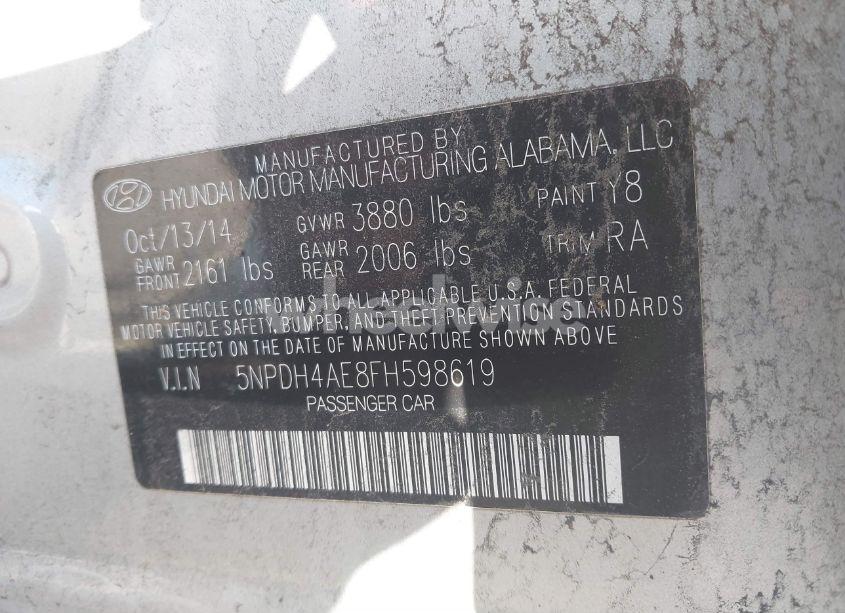 MANUFACTURED BY
HYUNDAI MOTOR MANUFACTURING ALABAMA, LLC
Oct/13/14 GVWR 3880 lbs PAINT Y8
GAWR FRONT 2161 lbs GAWR REAR 2006 lbs TRIM RA
THIS VEHICLE CONFORMS TO ALL APPLICABLE U.S.A. FEDERAL
MOTOR VEHICLE SAFETY, BUMPER, AND THEFT PREVENTION STANDARDS
IN EFFECT ON THE DATE OF MANUFACTURE SHOWN ABOVE
V.I.N 5NPDH4AE8FH598619
PASSENGER CAR